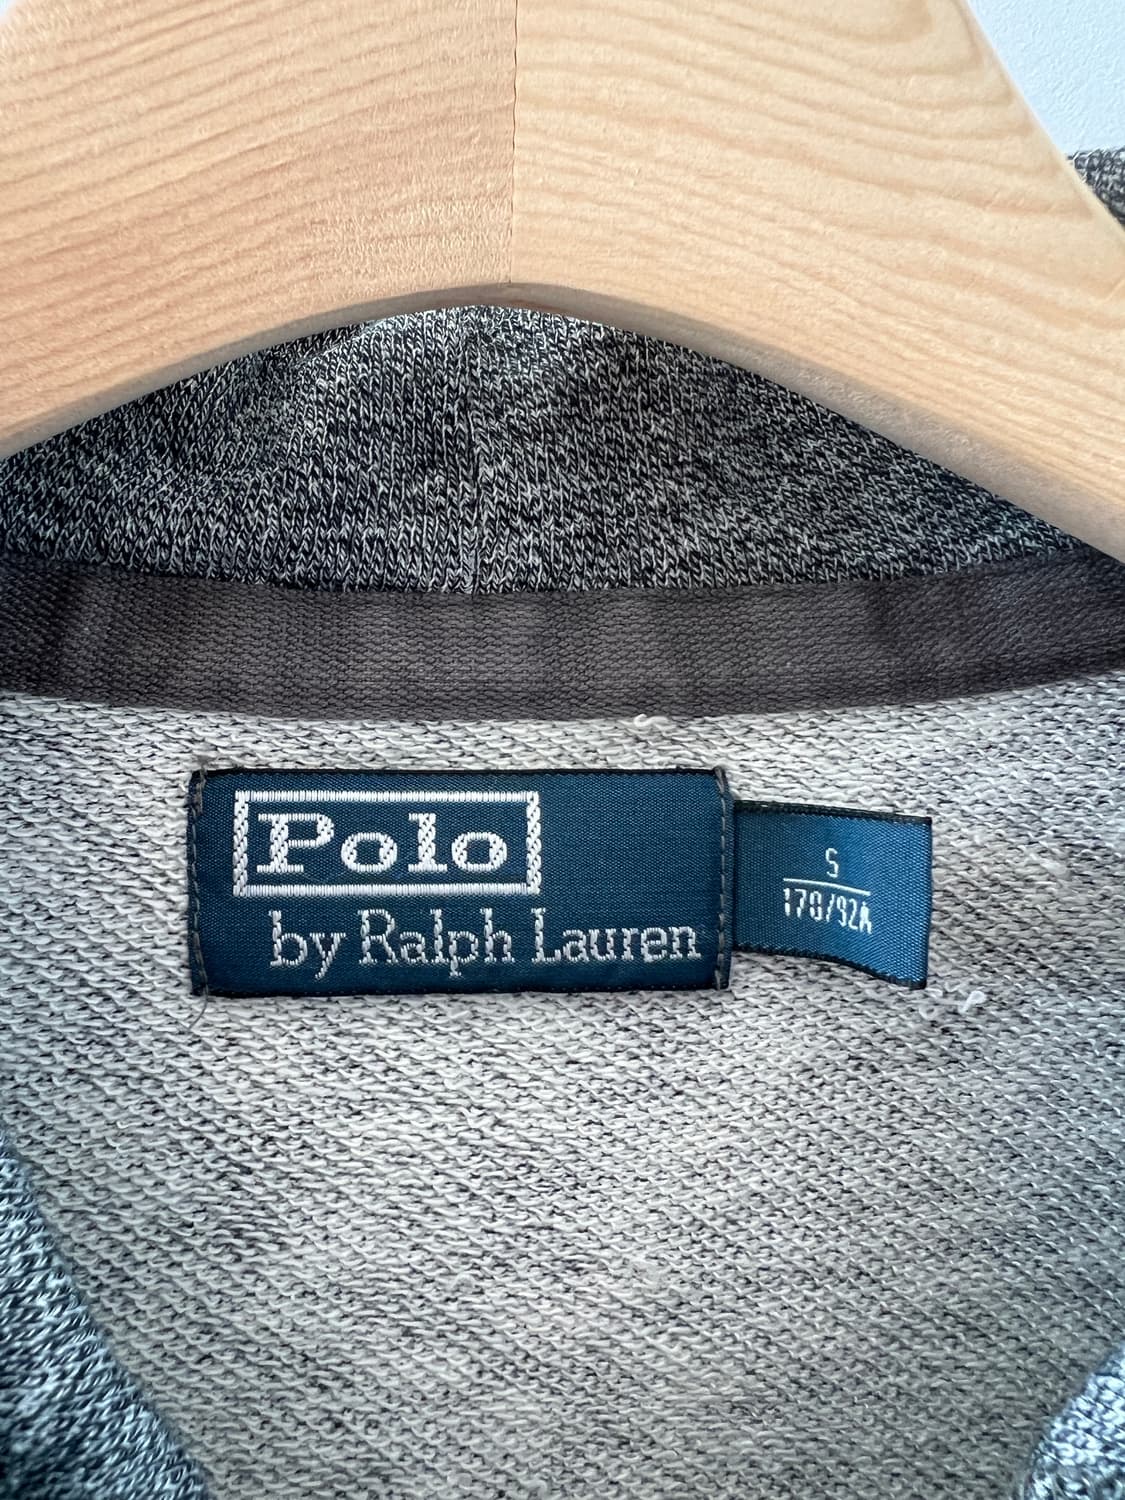 Polo
by Ralph Lauren
S
170/92A